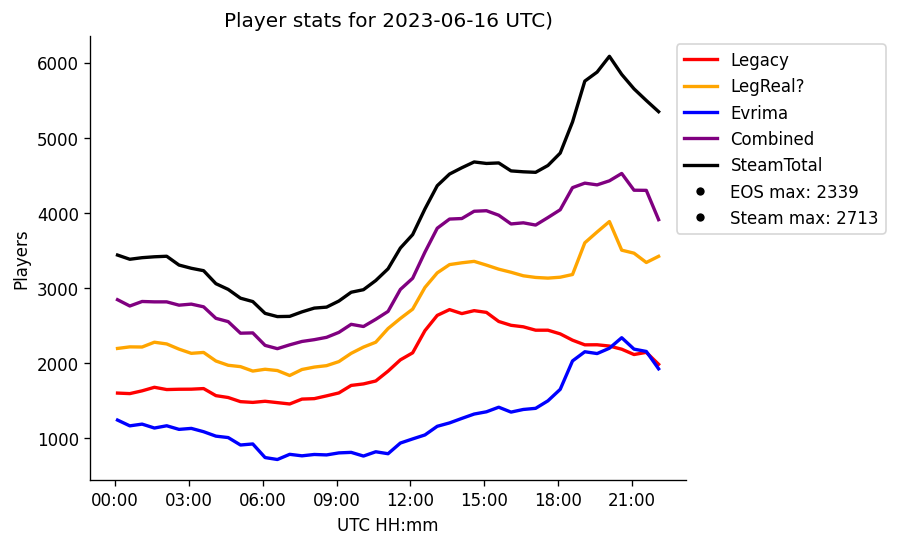 Player stats for 2023-06-16 UTC)
Players
6000
5000
4000
3000
2000
1000
00:00 03:00 06:00 09:00 12:00 15:00 18:00 21:00
UTC HH:mm
Legacy
LegReal?
Evrima
Combined
SteamTotal
EOS max: 2339
Steam max: 2713